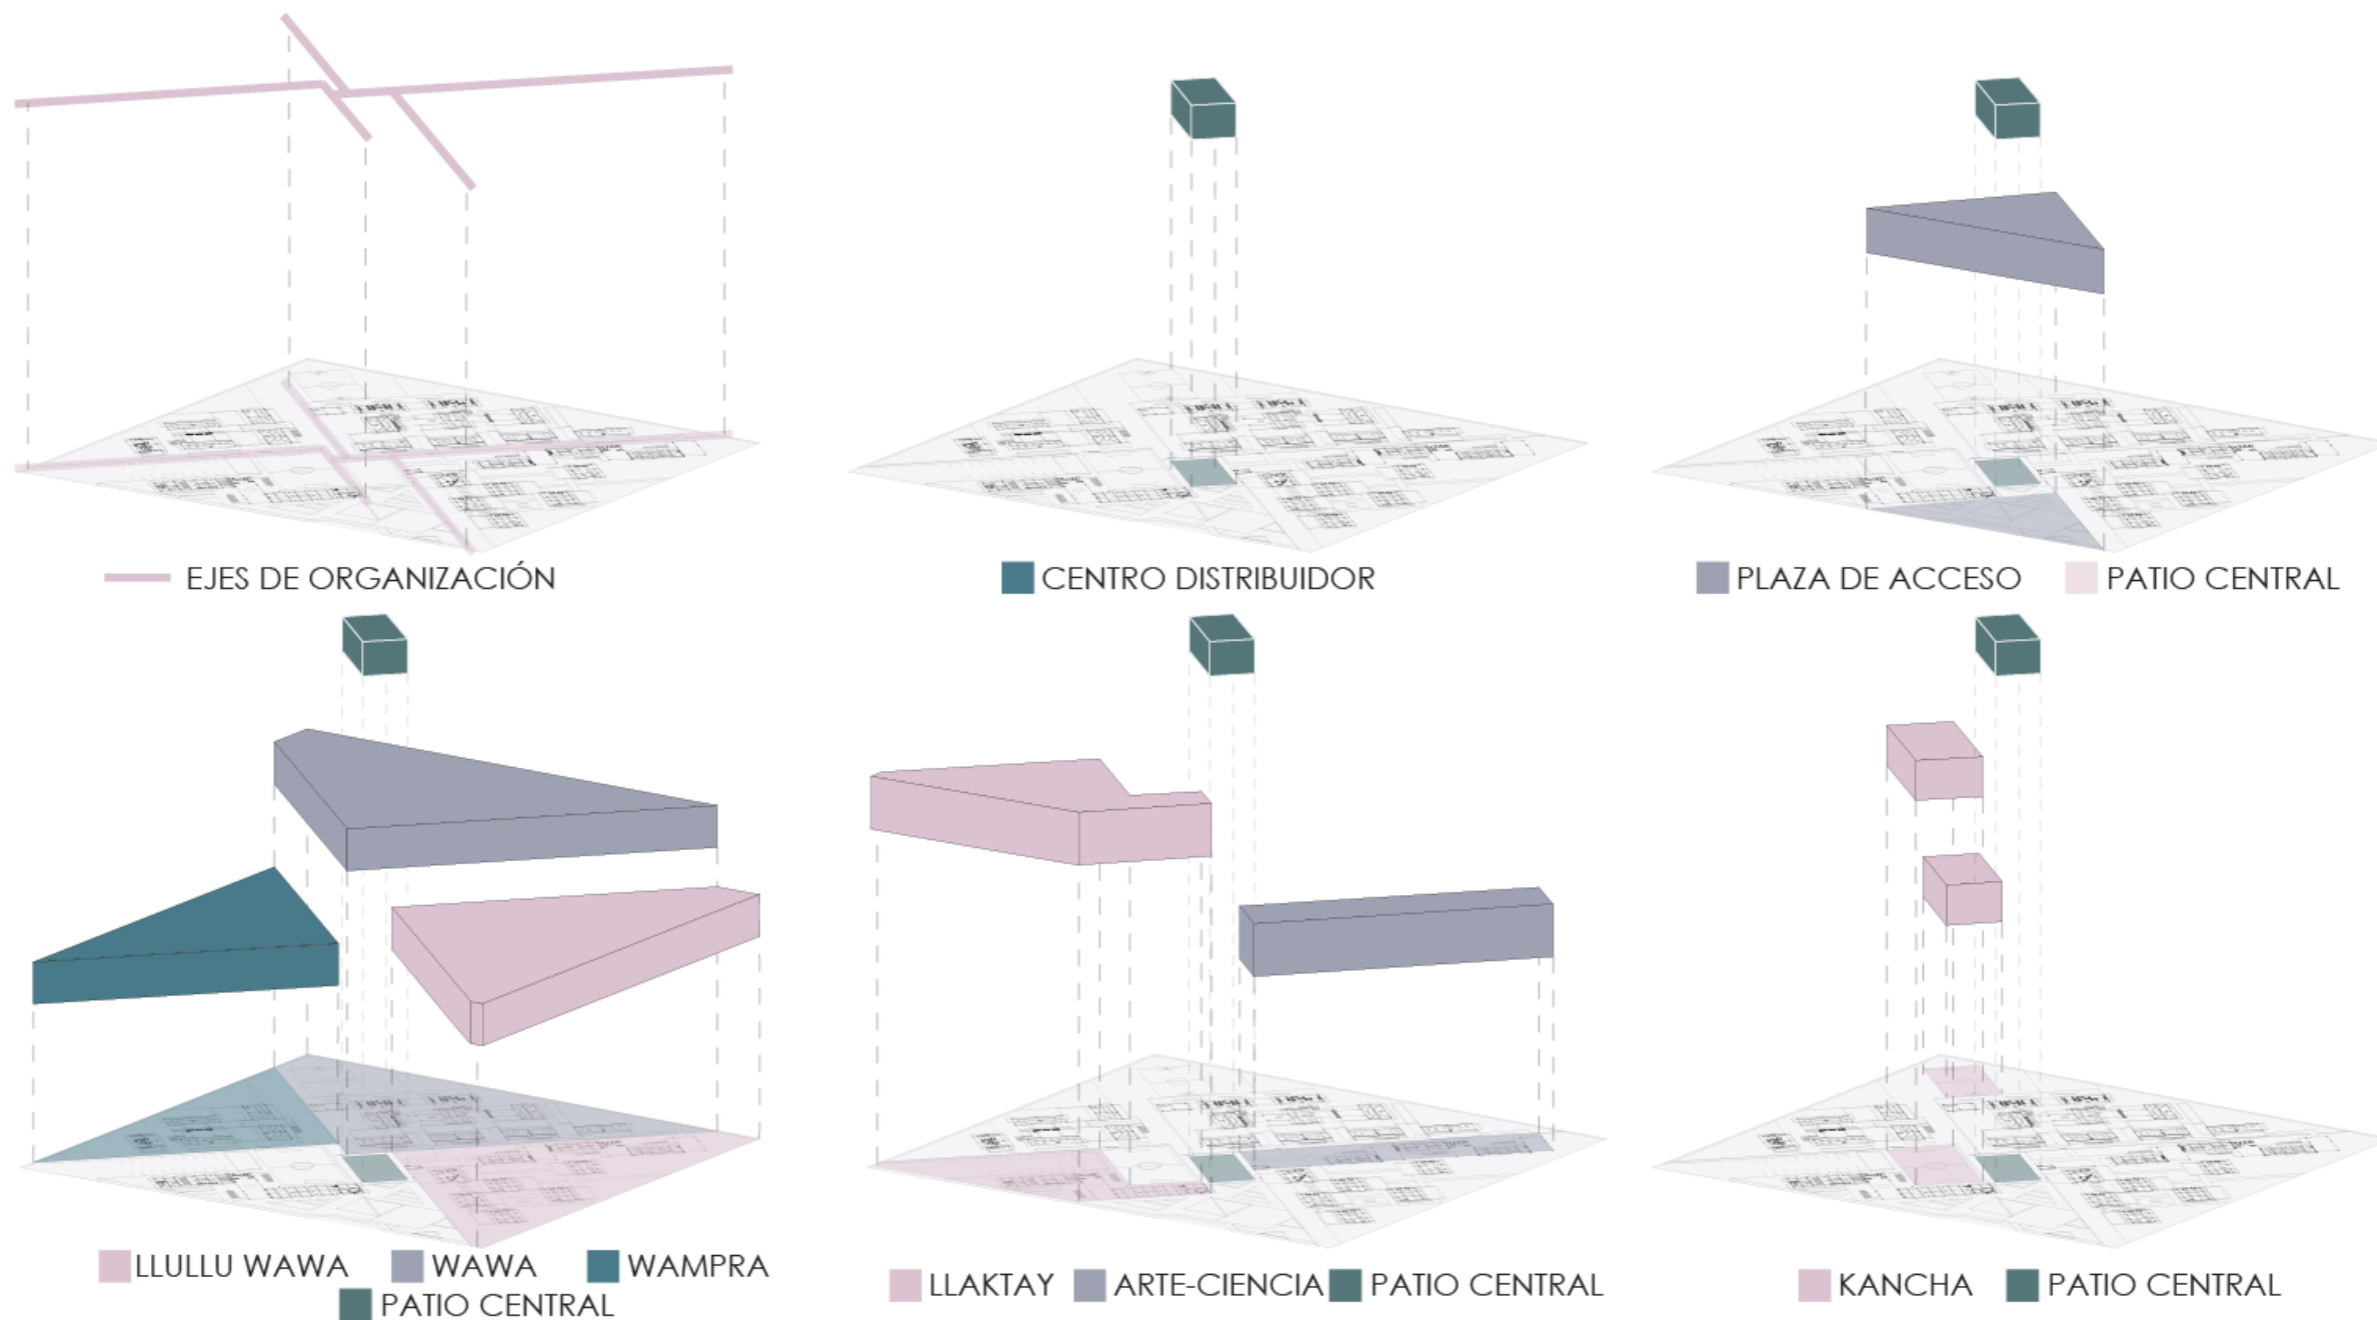 EJES DE ORGANIZACIÓN
CENTRO DISTRIBUIDOR
PLAZA DE ACCESO PATIO CENTRAL
LLULLU WAWA WAWA WAMPRA
PATIO CENTRAL
LLAKTAY ARTE-CIENCIA PATIO CENTRAL
KANCHA PATIO CENTRAL